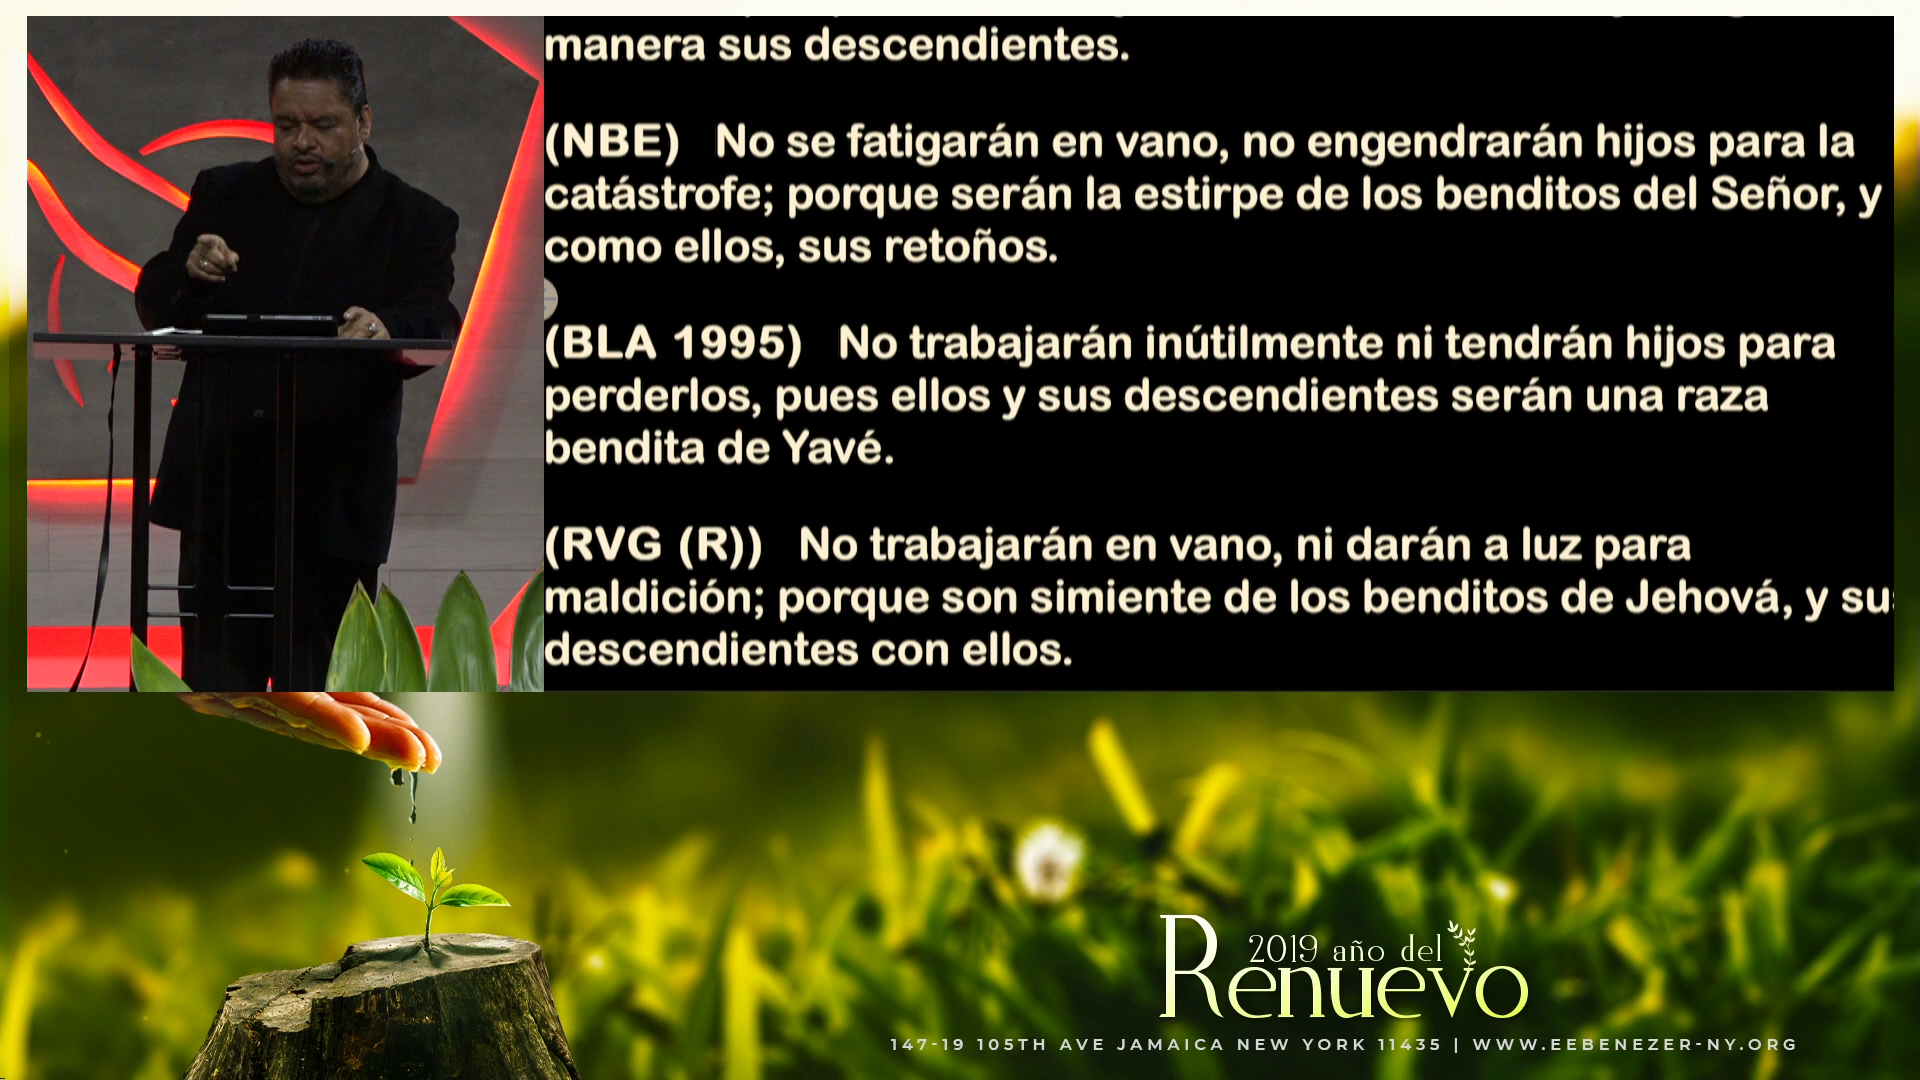 manera sus descendientes.
(NBE) No se fatigarán en vano, no engendrarán hijos para la
catástrofe; porque serán la estirpe de los benditos del Señor, y
como ellos, sus retoños.
(BLA 1995) No trabajarán inútilmente ni tendrán hijos para
perderlos, pues ellos y sus descendientes serán una raza
bendita de Yavé.
(RVG (R)) No trabajarán en vano, ni darán a luz para
maldición; porque son simiente de los benditos de Jehová, y sus
descendientes con ellos.
2019 año del
Renuevo
147-19 105TH AVE JAMAICA NEW YORK 11435 | WWW.EEBENEZER-NY.ORG